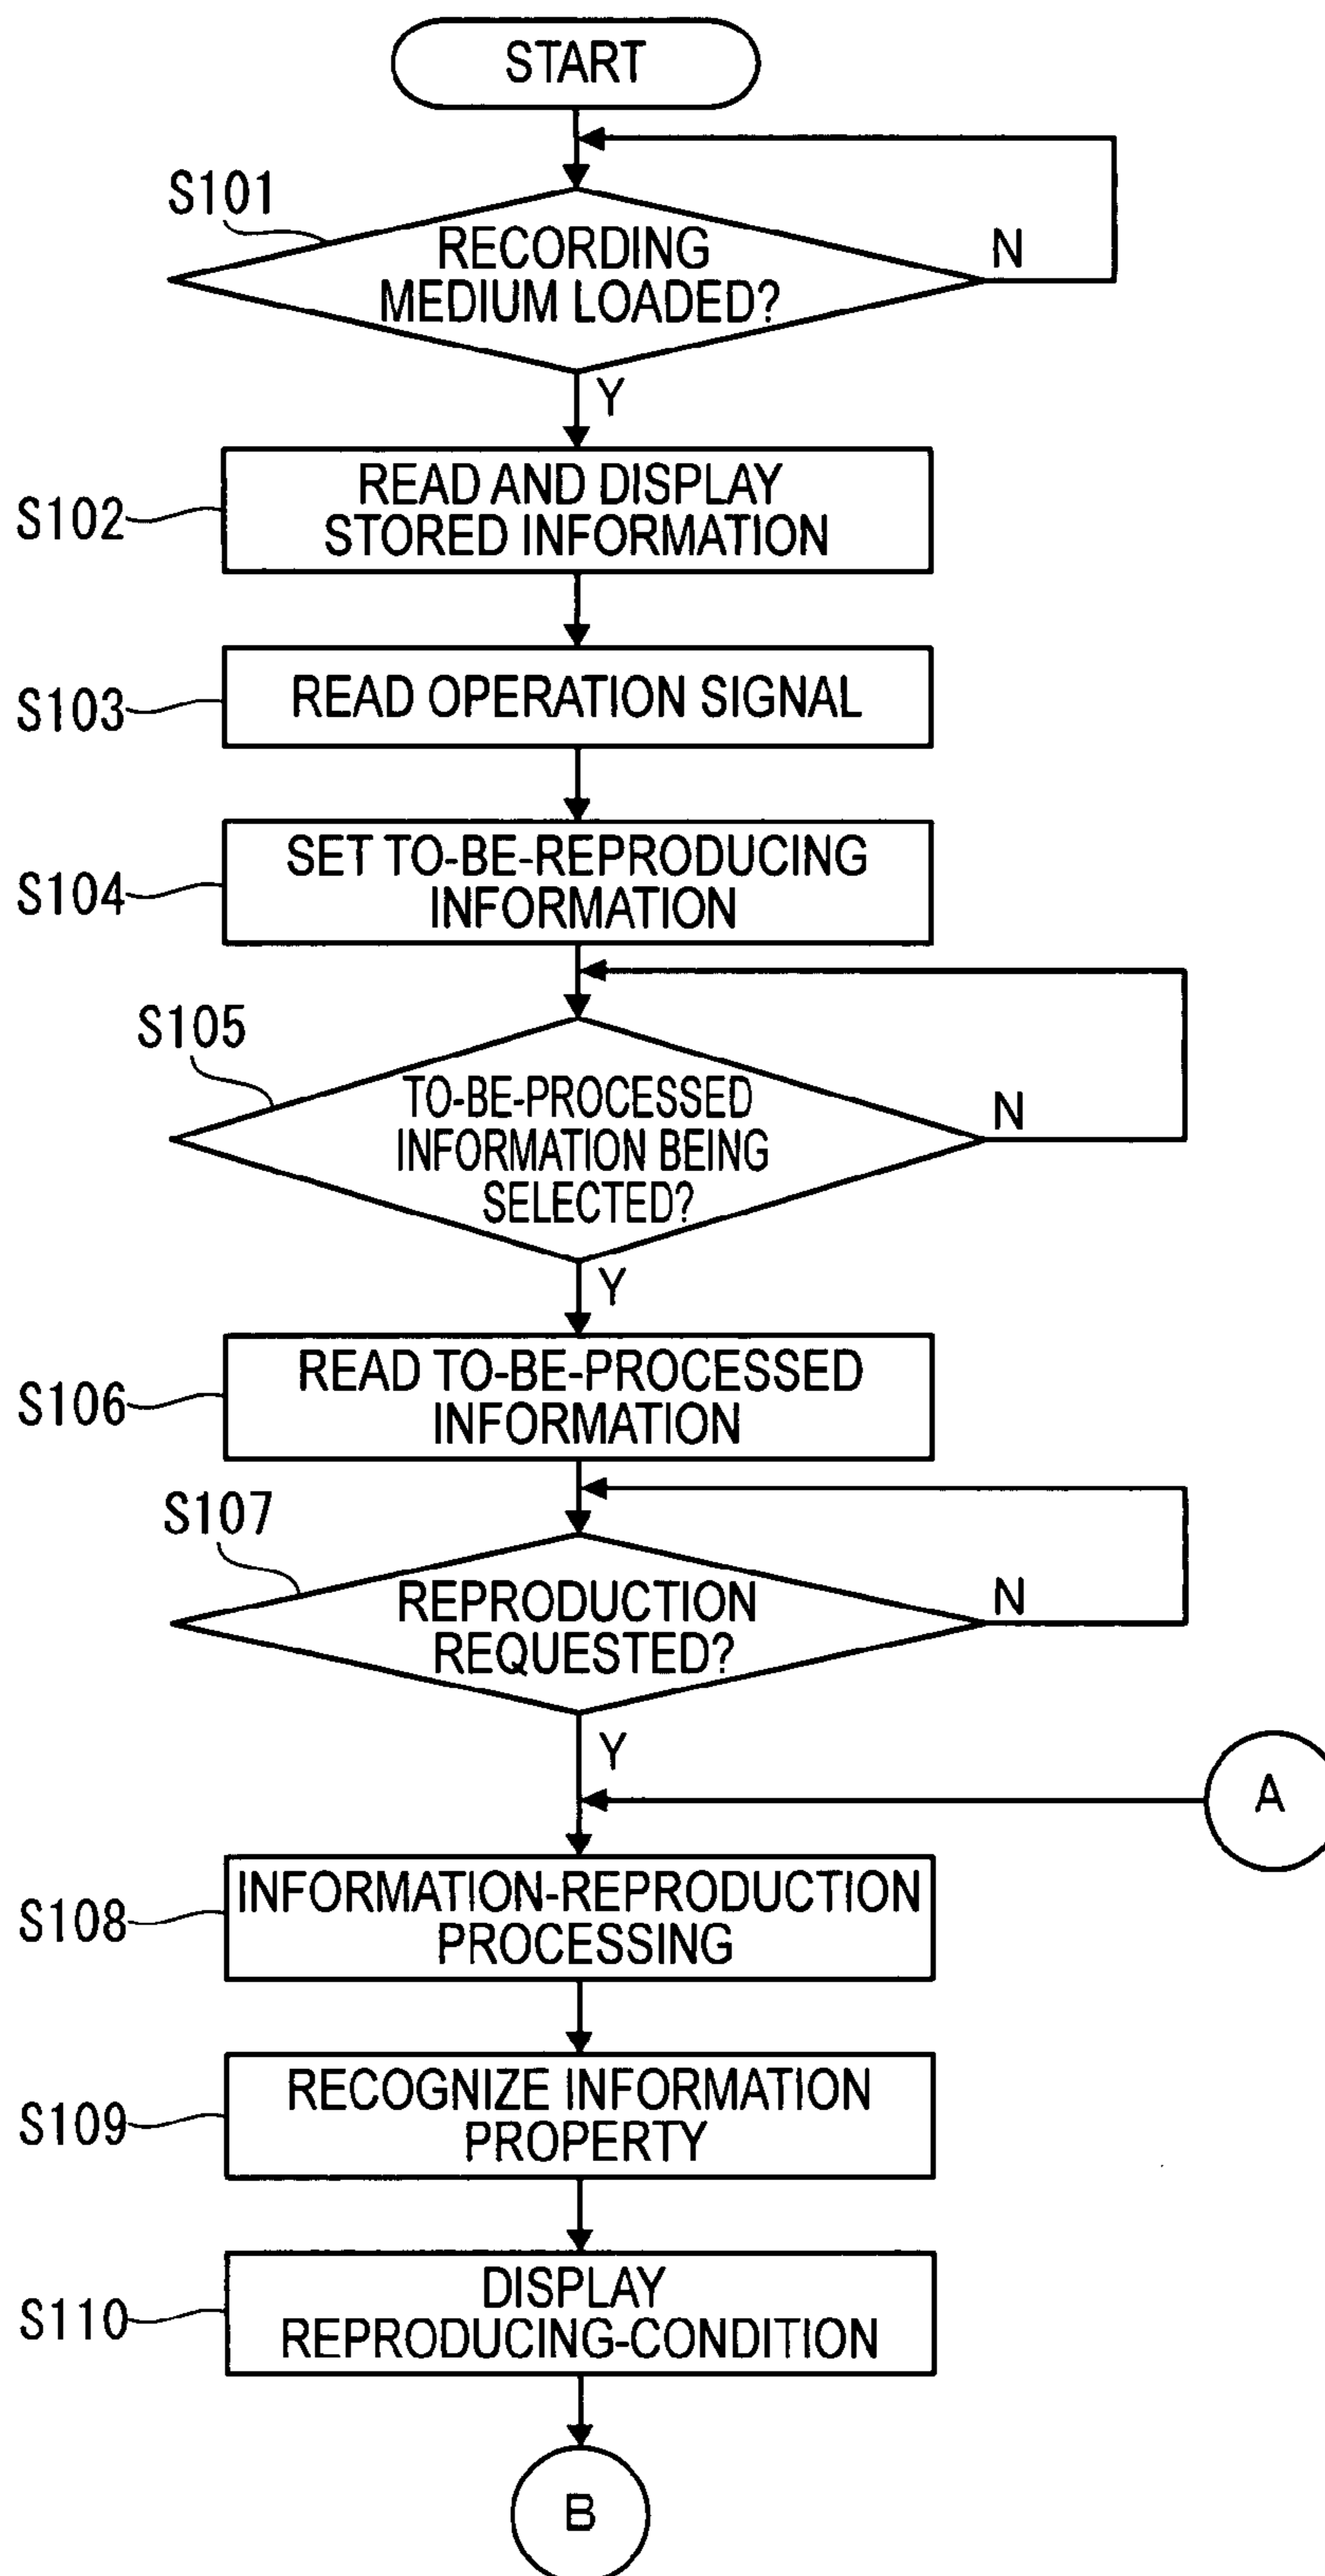 START
S101
RECORDING
MEDIUM LOADED?
N
Y
S102
READ AND DISPLAY
STORED INFORMATION
S103
READ OPERATION SIGNAL
S104
SET TO-BE-REPRODUCING
INFORMATION
S105
TO-BE-PROCESSED
INFORMATION BEING
SELECTED?
N
Y
S106
READ TO-BE-PROCESSED
INFORMATION
S107
REPRODUCTION
REQUESTED?
N
Y
A
S108
INFORMATION-REPRODUCTION
PROCESSING
S109
RECOGNIZE INFORMATION
PROPERTY
S110
DISPLAY
REPRODUCING-CONDITION
B